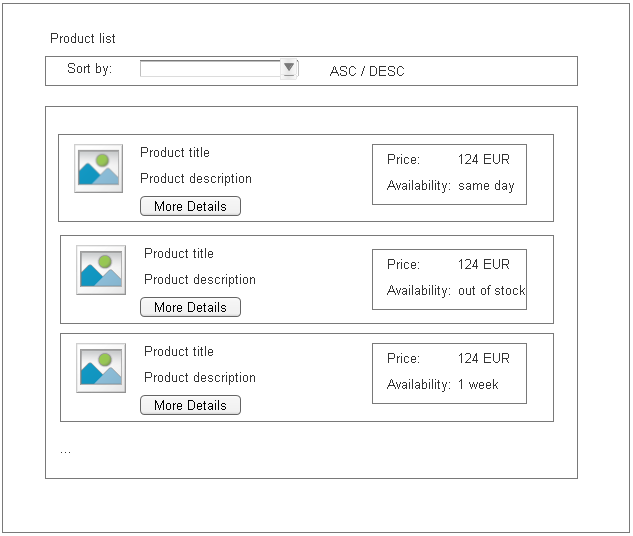 Product list
Sort by: ASC / DESC
Product title
Product description
More Details
Price: 124 EUR
Availability: same day
Product title
Product description
More Details
Price: 124 EUR
Availability: out of stock
Product title
Product description
More Details
Price: 124 EUR
Availability: 1 week
...